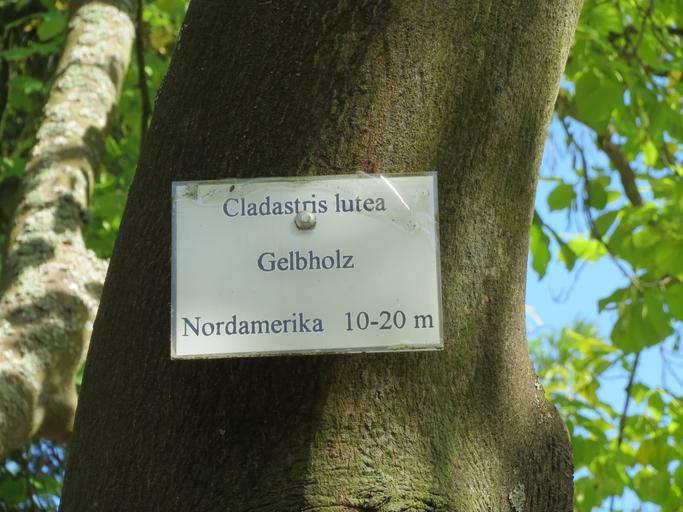 Cladastris lutea
Gelbholz
Nordamerika 10-20 m